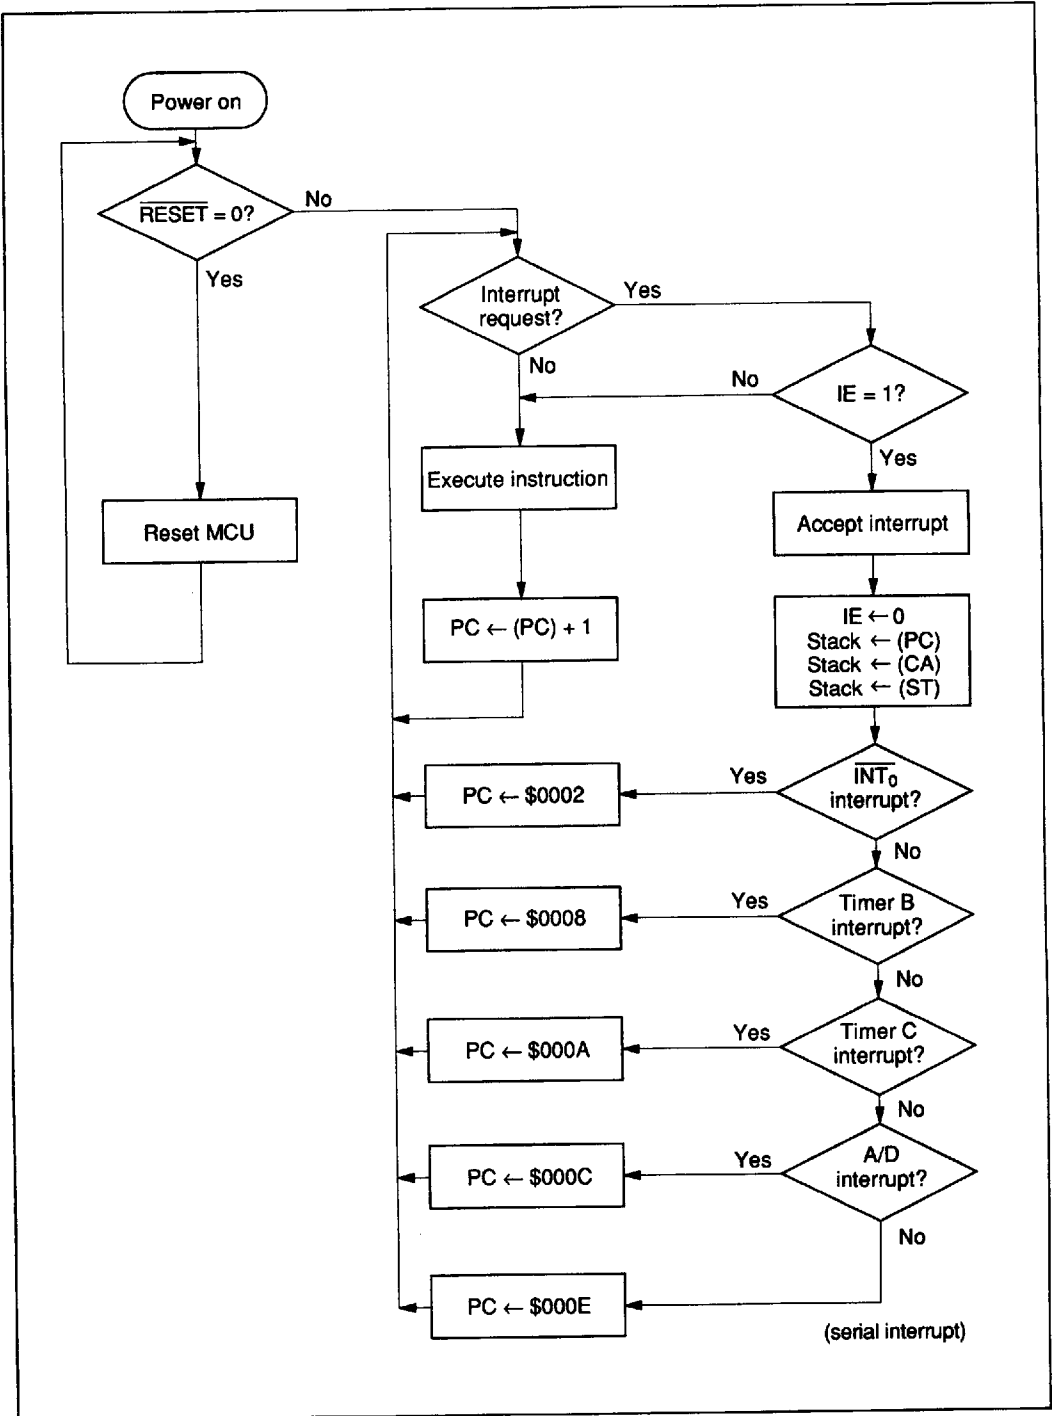 Power on
RESET = 0?
No
Yes
Reset MCU
Interrupt
request?
Yes
No
IE = 1?
No
Yes
Execute instruction
PC ← (PC) + 1
Accept interrupt
IE ← 0
Stack ← (PC)
Stack ← (CA)
Stack ← (ST)
INT0
interrupt?
Yes
PC ← $0002
No
Timer B
interrupt?
Yes
PC ← $0008
No
Timer C
interrupt?
Yes
PC ← $000A
No
A/D
interrupt?
Yes
PC ← $000C
No
PC ← $000E
(serial interrupt)